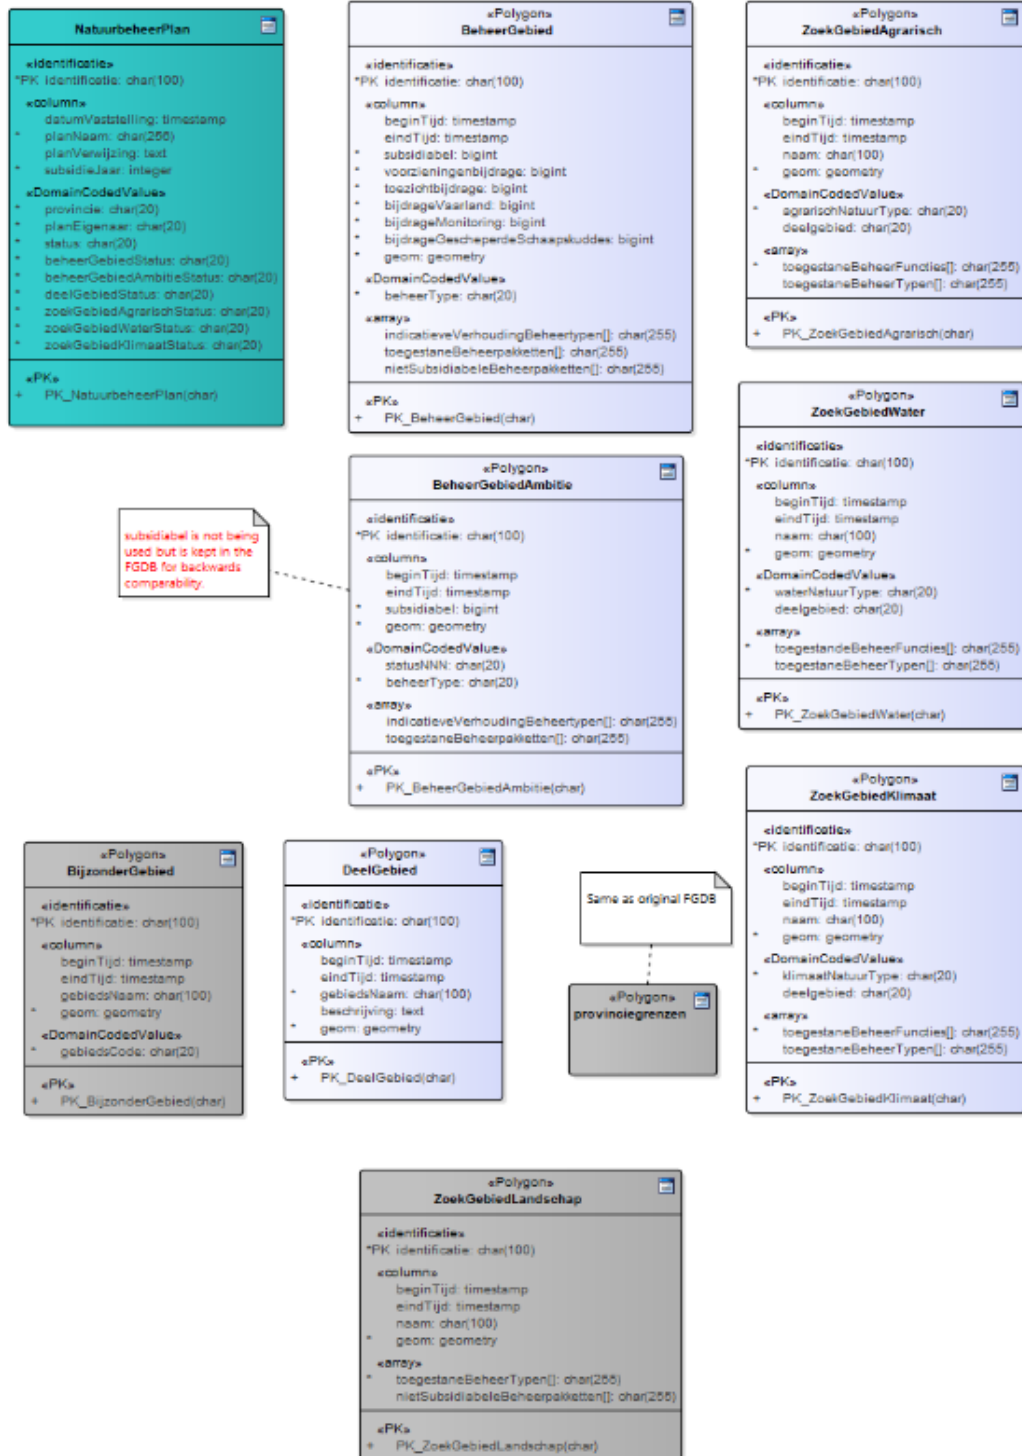 NatuurbeheerPlan
«identificatie»
*PK identificatie: char(100)
«column»
datumVaststelling: timestamp
* planNaam: char(256)
planVerwijzing: text
* subsidieJaar: integer
«DomainCodedValue»
* provincie: char(20)
* planEigenaar: char(20)
* status: char(20)
* beheerGebiedStatus: char(20)
* beheerGebiedAmbitieStatus: char(20)
* deelGebiedStatus: char(20)
* zoekGebiedAgrarischStatus: char(20)
* zoekGebiedWaterStatus: char(20)
* zoekGebiedKlimaatStatus: char(20)
«PK»
+ PK_NatuurbeheerPlan(char)
«Polygon»
BeheerGebied
«identificatie»
*PK identificatie: char(100)
«column»
beginTijd: timestamp
eindTijd: timestamp
* subsidiabel: bigint
* voorzieningenbijdrage: bigint
* toezichtbijdrage: bigint
* bijdrageVaarland: bigint
* bijdrageMonitoring: bigint
* bijdrageGescheperdeSchaapskuddes: bigint
* geom: geometry
«DomainCodedValue»
* beheerType: char(20)
«array»
indicatieveVerhoudingBeheertypen[]: char(255)
toegestaneBeheerpakketten[]: char(255)
nietSubsidiabeleBeheerpakketten[]: char(255)
«PK»
+ PK_BeheerGebied(char)
«Polygon»
ZoekGebiedAgrarisch
«identificatie»
*PK identificatie: char(100)
«column»
beginTijd: timestamp
eindTijd: timestamp
naam: char(100)
* geom: geometry
«DomainCodedValue»
* agrarischNatuurType: char(20)
deelgebied: char(20)
«array»
* toegestaneBeheerFuncties[]: char(255)
toegestaneBeheerTypen[]: char(255)
«PK»
+ PK_ZoekGebiedAgrarisch(char)
«Polygon»
ZoekGebiedWater
«identificatie»
*PK identificatie: char(100)
«column»
beginTijd: timestamp
eindTijd: timestamp
naam: char(100)
* geom: geometry
«DomainCodedValue»
* waterNatuurType: char(20)
deelgebied: char(20)
«array»
* toegestandeBeheerFuncties[]: char(255)
toegestaneBeheerTypen[]: char(255)
«PK»
+ PK_ZoekGebiedWater(char)
subsidiabel is not being
used but is kept in the
FGDB for backwards
comparability.
«Polygon»
BeheerGebiedAmbitie
«identificatie»
*PK identificatie: char(100)
«column»
beginTijd: timestamp
eindTijd: timestamp
* subsidiabel: bigint
* geom: geometry
«DomainCodedValue»
statusNNN: char(20)
* beheerType: char(20)
«array»
indicatieveVerhoudingBeheertypen[]: char(255)
toegestaneBeheerpakketten[]: char(255)
«PK»
+ PK_BeheerGebiedAmbitie(char)
«Polygon»
ZoekGebiedKlimaat
«identificatie»
*PK identificatie: char(100)
«column»
beginTijd: timestamp
eindTijd: timestamp
naam: char(100)
* geom: geometry
«DomainCodedValue»
* klimaatNatuurType: char(20)
deelgebied: char(20)
«array»
* toegestaneBeheerFuncties[]: char(255)
toegestaneBeheerTypen[]: char(255)
«PK»
+ PK_ZoekGebiedKlimaat(char)
«Polygon»
BijzonderGebied
«identificatie»
*PK identificatie: char(100)
«column»
beginTijd: timestamp
eindTijd: timestamp
gebiedsNaam: char(100)
* geom: geometry
«DomainCodedValue»
* gebiedsCode: char(20)
«PK»
+ PK_BijzonderGebied(char)
«Polygon»
DeelGebied
«identificatie»
*PK identificatie: char(100)
«column»
beginTijd: timestamp
eindTijd: timestamp
* gebiedsNaam: char(100)
beschrijving: text
* geom: geometry
«PK»
+ PK_DeelGebied(char)
Same as original FGDB
«Polygon»
provinciegrenzen
«Polygon»
ZoekGebiedLandschap
«identificatie»
*PK identificatie: char(100)
«column»
beginTijd: timestamp
eindTijd: timestamp
naam: char(100)
* geom: geometry
«array»
* toegestaneBeheerTypen[]: char(255)
nietSubsidiabeleBeheerpakketten[]: char(255)
«PK»
+ PK_ZoekGebiedLandschap(char)